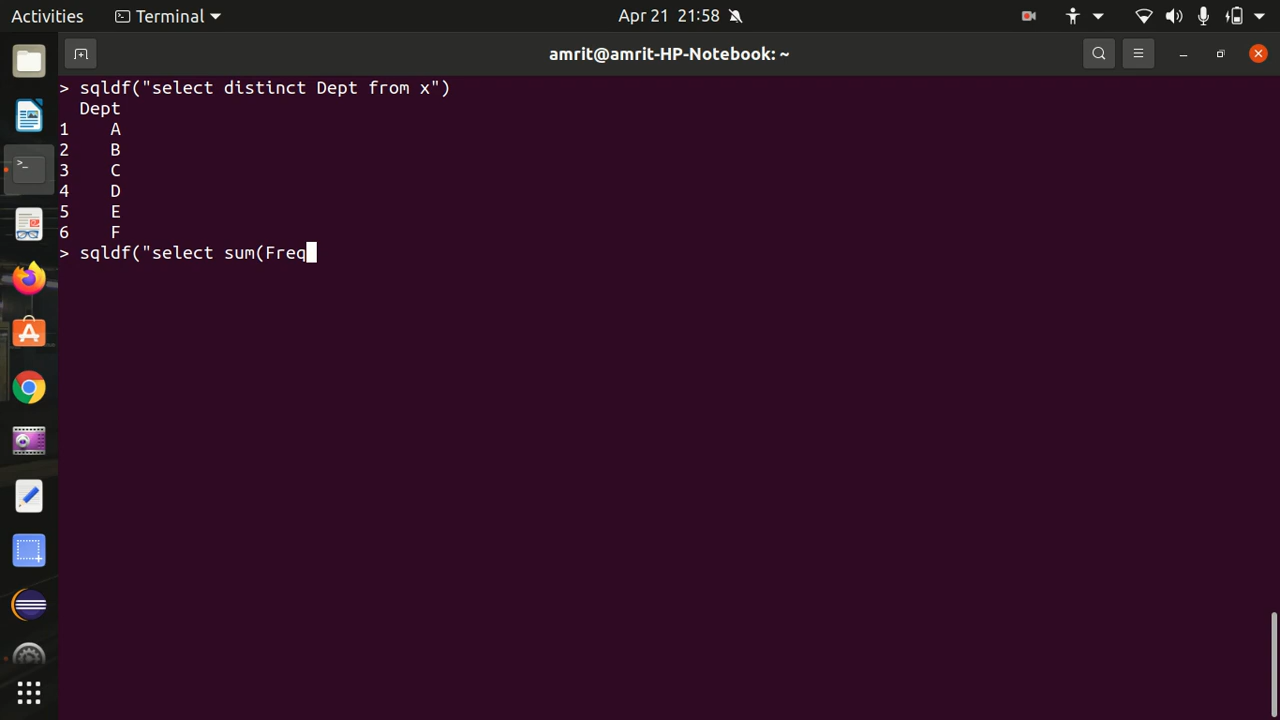 Activities Terminal Apr 21 21:58
amrit@amrit-HP-Notebook: ~
> sqldf("select distinct Dept from x")
Dept
1 A
2 B
3 C
4 D
5 E
6 F
> sqldf("select sum(Freq